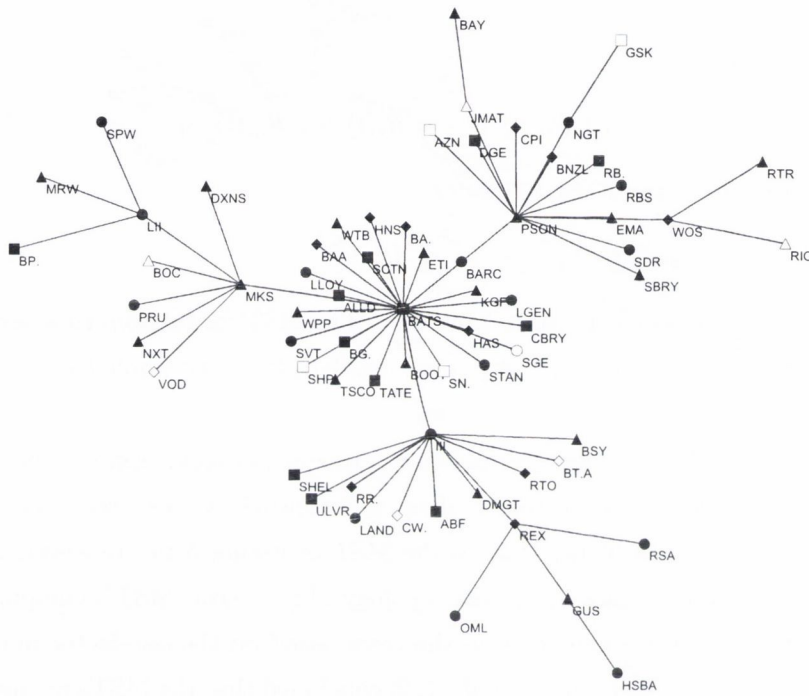 BAY
GSK
JMAT
CPI
NGT
SPW
AZN
DGE
BNZL
RB.
RTR
MRW
DXNS
RBS
LII
HNS
WTB
BA.
PSON
EMA
WOS
BP.
BAA
ETI
BARC
SDR
RIO
BOC
SCTN
SBRY
LLOY
MKS
ALLD
KGF
LGEN
PRU
WPP
BATS
CBRY
HAS
NXT
SVT
BG.
SGE
VOD
SHP
BOOT
SN.
STAN
TSCO
TATE
III
BSY
BT.A
SHEL
RR.
RTO
ULVR
DMGT
LAND
CW.
ABF
REX
RSA
GUS
OML
HSBA